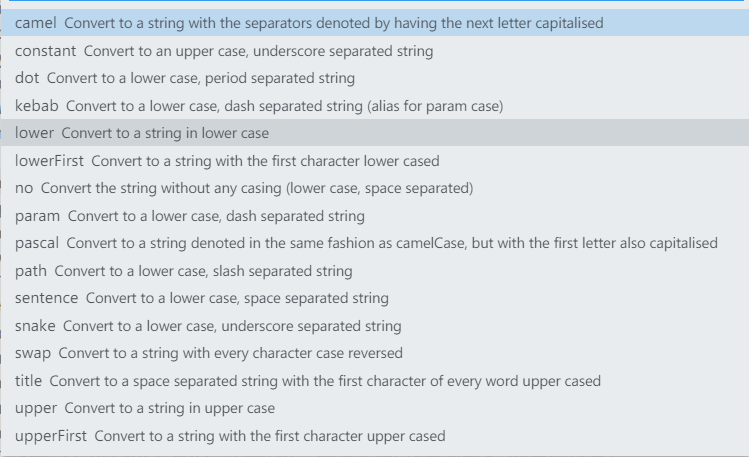 camel Convert to a string with the separators denoted by having the next letter capitalised
constant Convert to an upper case, underscore separated string
dot Convert to a lower case, period separated string
kebab Convert to a lower case, dash separated string (alias for param case)
lower Convert to a string in lower case
lowerFirst Convert to a string with the first character lower cased
no Convert the string without any casing (lower case, space separated)
param Convert to a lower case, dash separated string
pascal Convert to a string denoted in the same fashion as camelCase, but with the first letter also capitalised
path Convert to a lower case, slash separated string
sentence Convert to a lower case, space separated string
snake Convert to a lower case, underscore separated string
swap Convert to a string with every character case reversed
title Convert to a space separated string with the first character of every word upper cased
upper Convert to a string in upper case
upperFirst Convert to a string with the first character upper cased